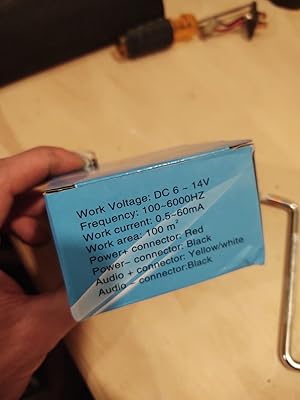 Work Voltage: DC 6 ~ 14V
Frequency: 100~6000HZ
Work current: 0.5~60mA
Work area: 100 m²
Power+ connector: Red
Power− connector: Black
Audio + connector: Yellow/white
Audio − connector:Black